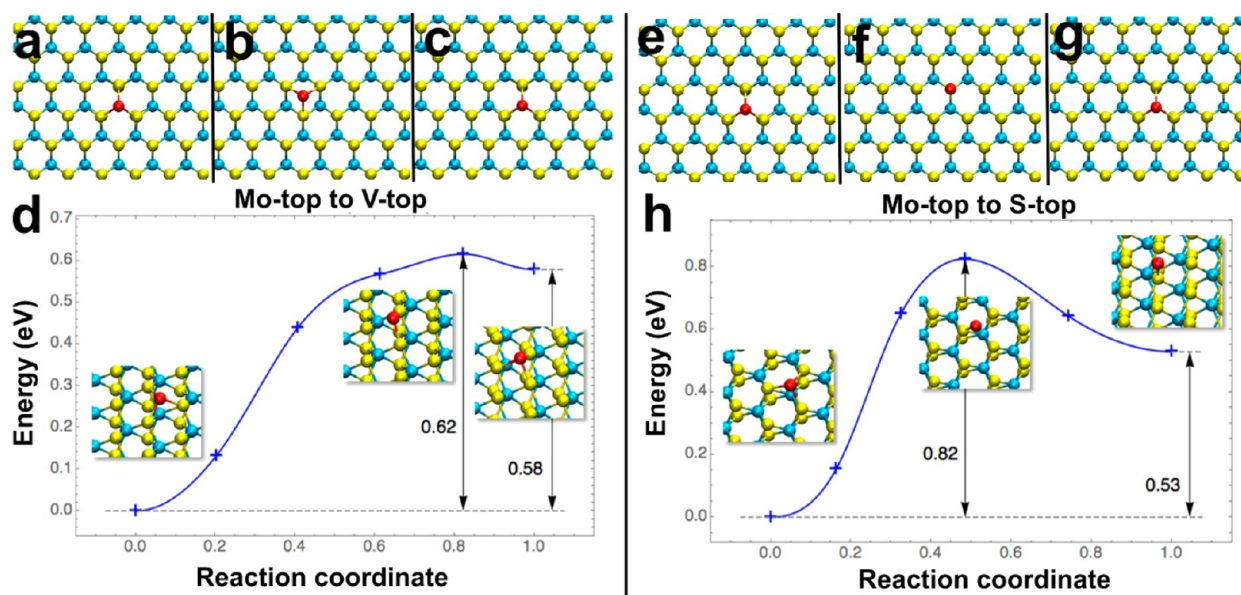 a b c
Mo-top to V-top
d
Energy (eV)
0.7
0.6
0.5
0.4
0.3
0.2
0.1
0.0
0.62
0.58
0.0 0.2 0.4 0.6 0.8 1.0
Reaction coordinate
e f g
Mo-top to S-top
h
Energy (eV)
0.8
0.6
0.4
0.2
0.0
0.82
0.53
0.0 0.2 0.4 0.6 0.8 1.0
Reaction coordinate